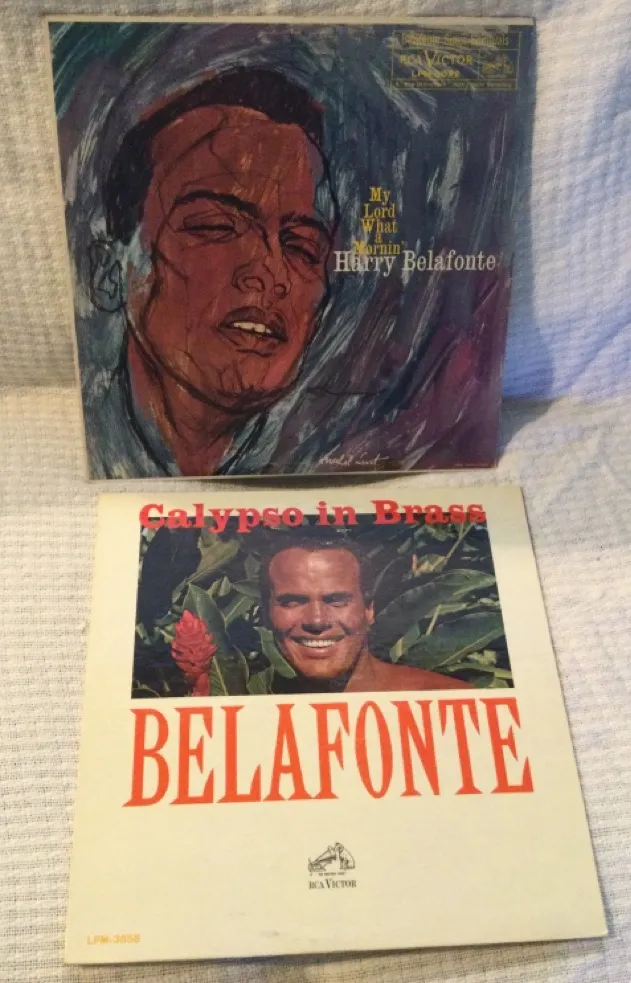 RCA VICTOR
My
Lord
What
a
Mornin'
Harry Belafonte
Calypso in Brass
BELAFONTE
RCA VICTOR
LPM-3658